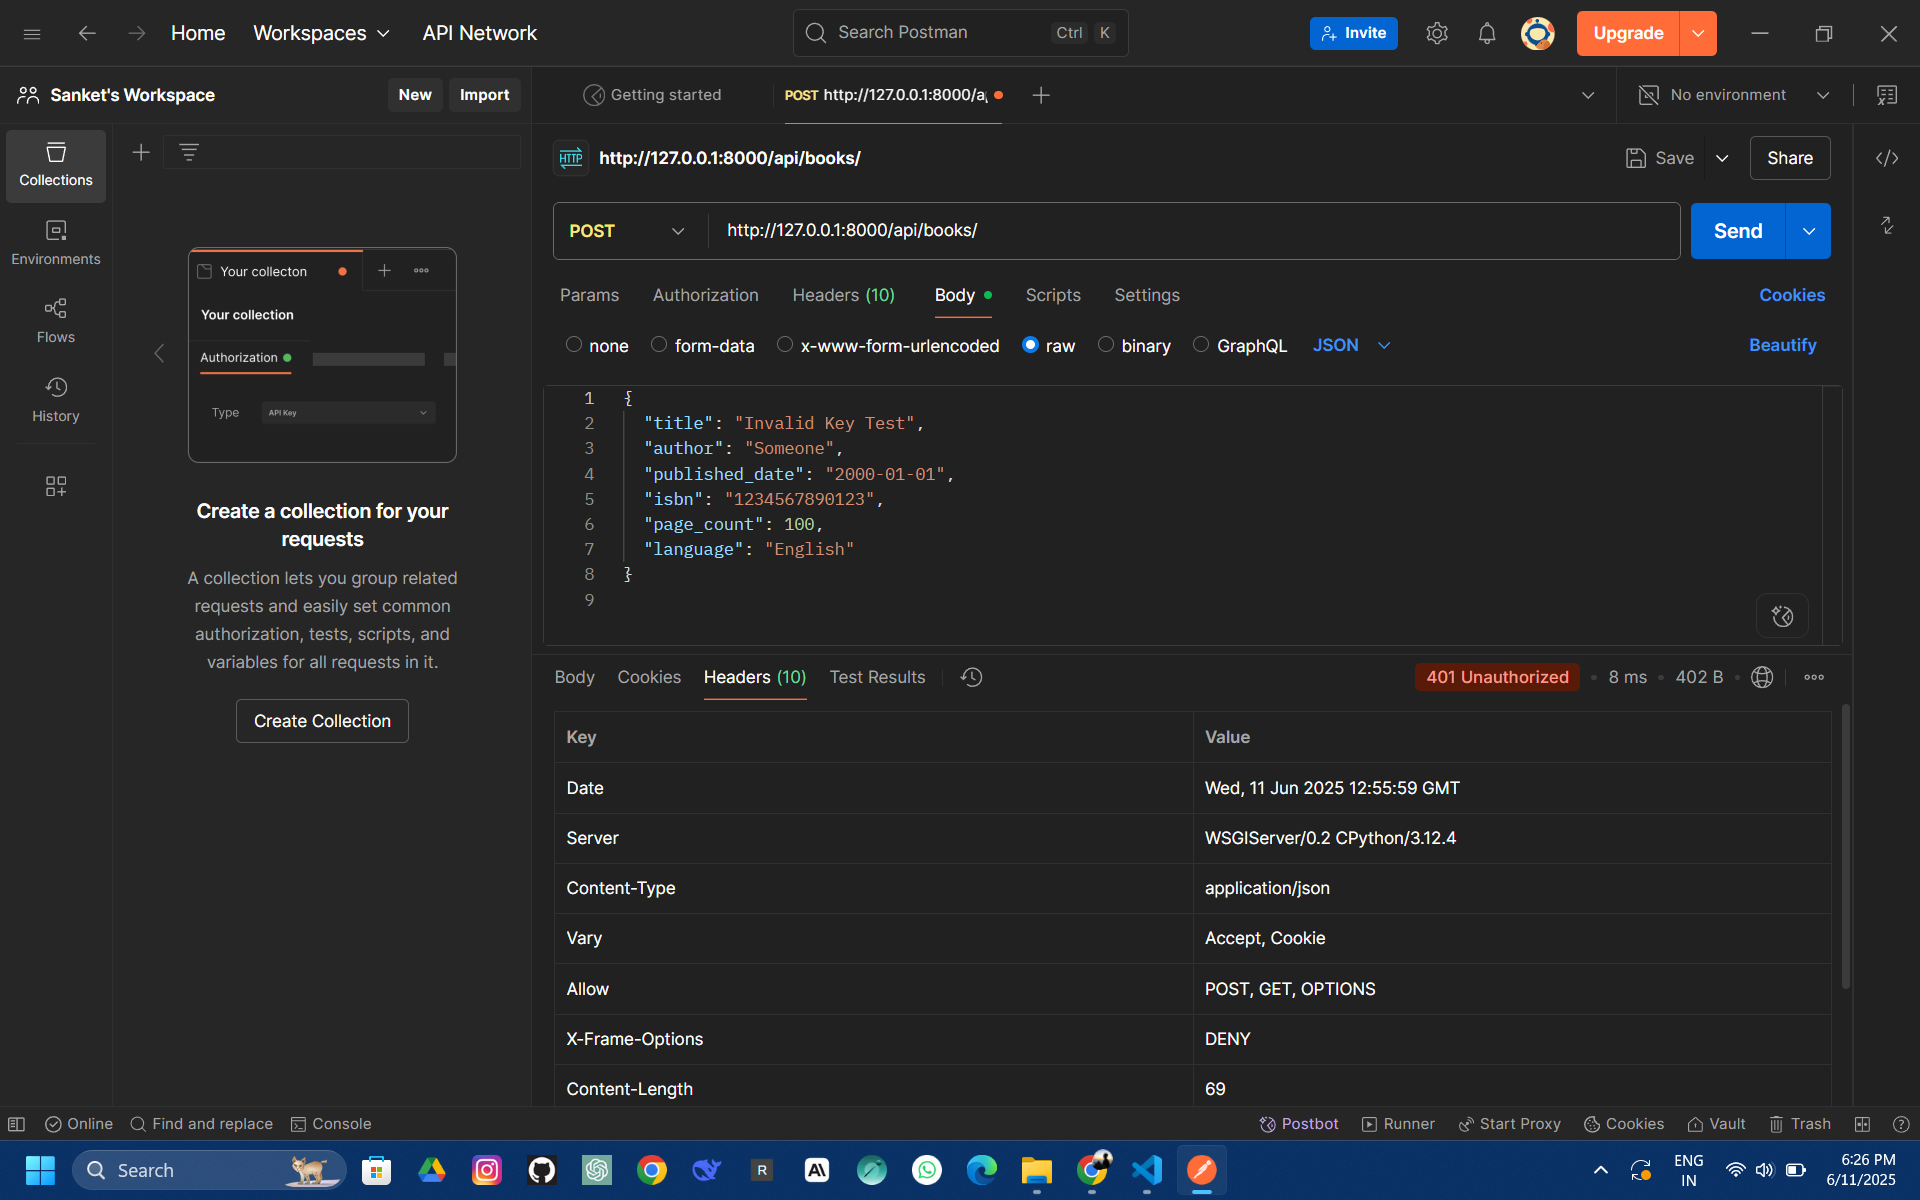 Home Workspaces API Network Search Postman Ctrl K Invite Upgrade
Sanket's Workspace New Import Getting started POST http://127.0.0.1:8000/a No environment
HTTP http://127.0.0.1:8000/api/books/ Save Share
Collections
Environments
Flows
History
Your collecton
Your collection
Authorization
Type API Key
Create a collection for your
requests
A collection lets you group related
requests and easily set common
authorization, tests, scripts, and
variables for all requests in it.
Create Collection
POST http://127.0.0.1:8000/api/books/ Send
Params Authorization Headers (10) Body Scripts Settings Cookies
none form-data x-www-form-urlencoded raw binary GraphQL JSON Beautify
1 {
2 "title": "Invalid Key Test",
3 "author": "Someone",
4 "published_date": "2000-01-01",
5 "isbn": "1234567890123",
6 "page_count": 100,
7 "language": "English"
8 }
9
Body Cookies Headers (10) Test Results 401 Unauthorized 8 ms 402 B
Key Value
Date Wed, 11 Jun 2025 12:55:59 GMT
Server WSGIServer/0.2 CPython/3.12.4
Content-Type application/json
Vary Accept, Cookie
Allow POST, GET, OPTIONS
X-Frame-Options DENY
Content-Length 69
Online Find and replace Console Postbot Runner Start Proxy Cookies Vault Trash
Search R AI ENG
IN
6:26 PM
6/11/2025